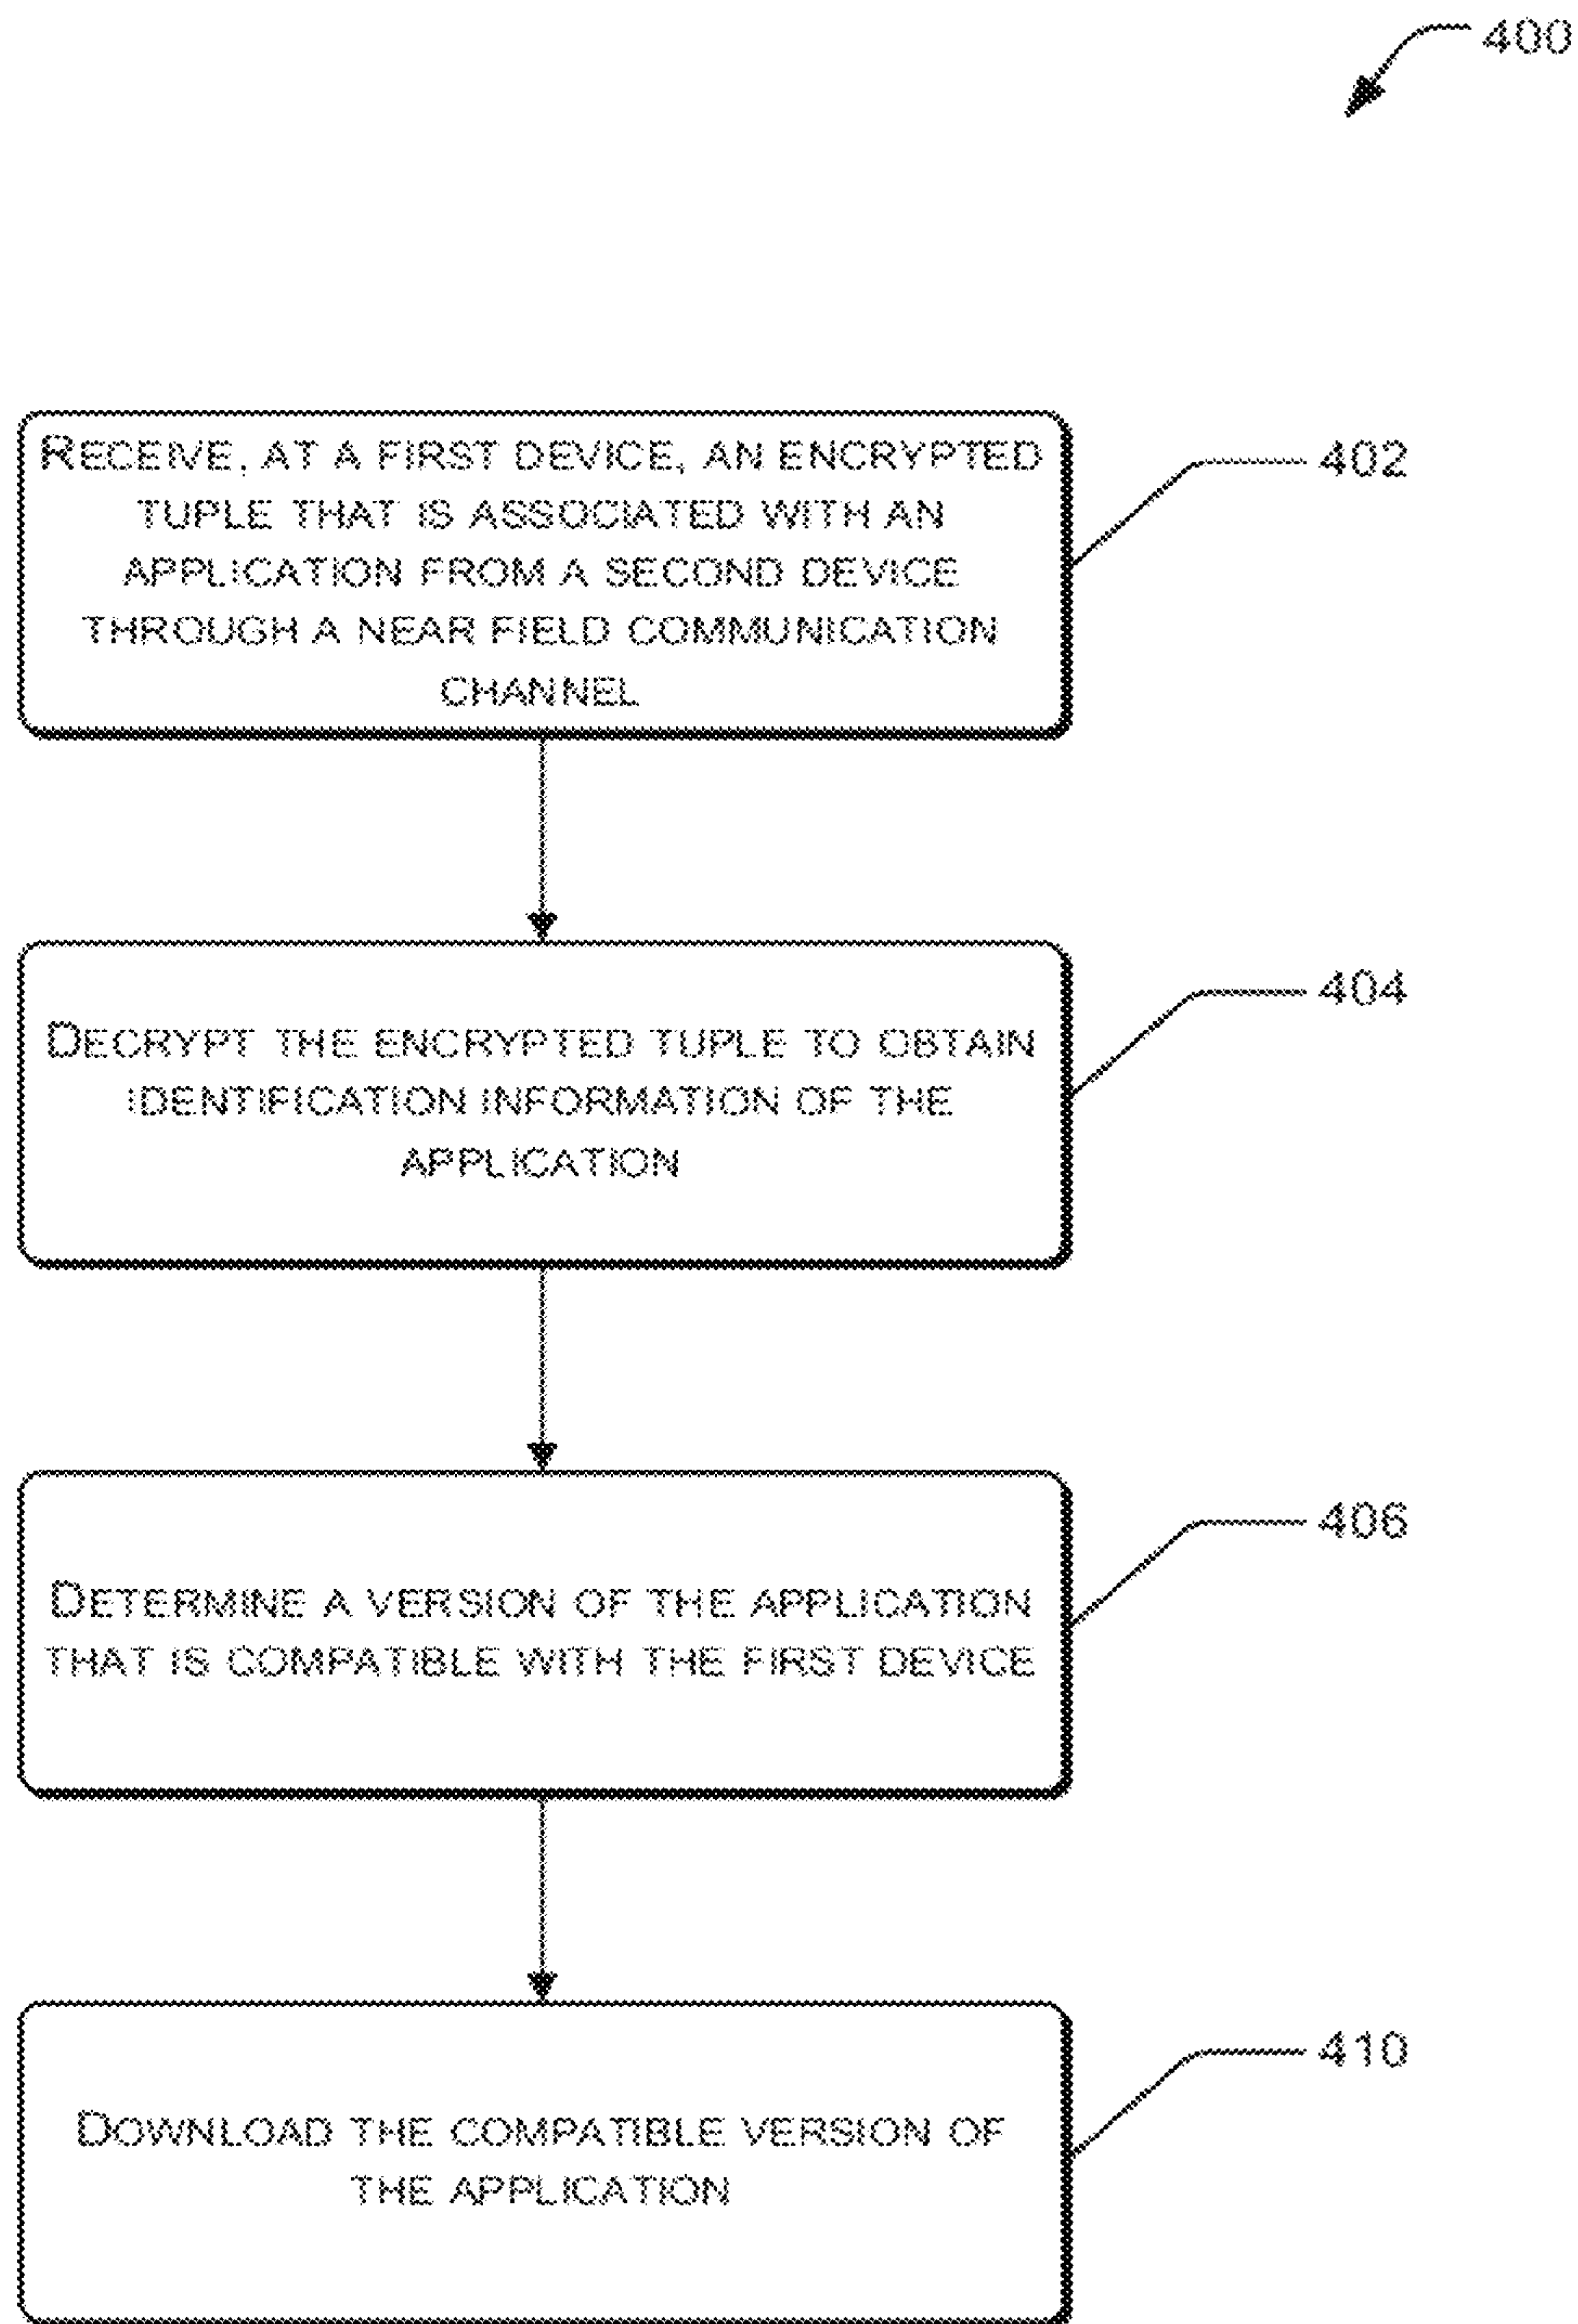 400
RECEIVE, AT A FIRST DEVICE, AN ENCRYPTED
TUPLE THAT IS ASSOCIATED WITH AN
APPLICATION FROM A SECOND DEVICE
THROUGH A NEAR FIELD COMMUNICATION
CHANNEL
402
DECRYPT THE ENCRYPTED TUPLE TO OBTAIN
IDENTIFICATION INFORMATION OF THE
APPLICATION
404
DETERMINE A VERSION OF THE APPLICATION
THAT IS COMPATIBLE WITH THE FIRST DEVICE
406
DOWNLOAD THE COMPATIBLE VERSION OF
THE APPLICATION
410